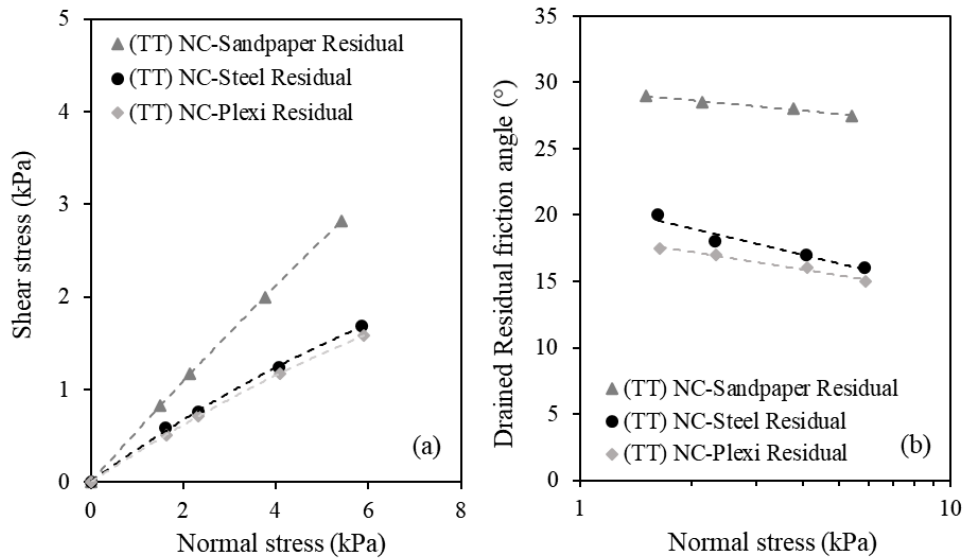 5
4
3
2
1
0
Shear stress (kPa)
(TT) NC-Sandpaper Residual
(TT) NC-Steel Residual
(TT) NC-Plexi Residual
(a)
0
2
4
6
8
Normal stress (kPa)
35
30
25
20
15
10
5
0
Drained Residual friction angle (°)
(TT) NC-Sandpaper Residual
(TT) NC-Steel Residual
(TT) NC-Plexi Residual
(b)
1
10
Normal stress (kPa)